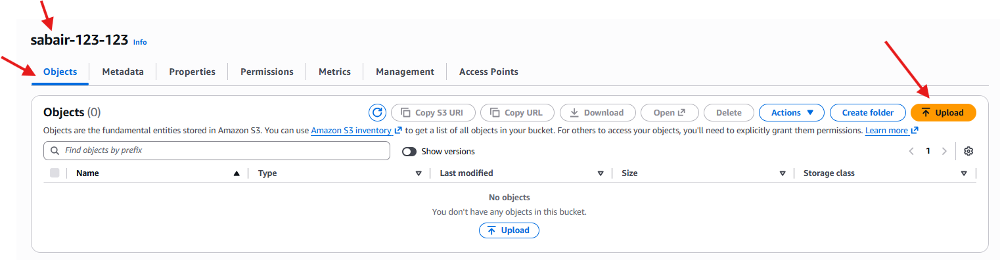 sabair-123-123 Info
Objects Metadata Properties Permissions Metrics Management Access Points
Objects (0) Copy S3 URI Copy URL Download Open Delete Actions Create folder Upload
Objects are the fundamental entities stored in Amazon S3. You can use Amazon S3 inventory to get a list of all objects in your bucket. For others to access your objects, you'll need to explicitly grant them permissions. Learn more
Find objects by prefix Show versions 1
Name Type Last modified Size Storage class
No objects
You don't have any objects in this bucket.
Upload